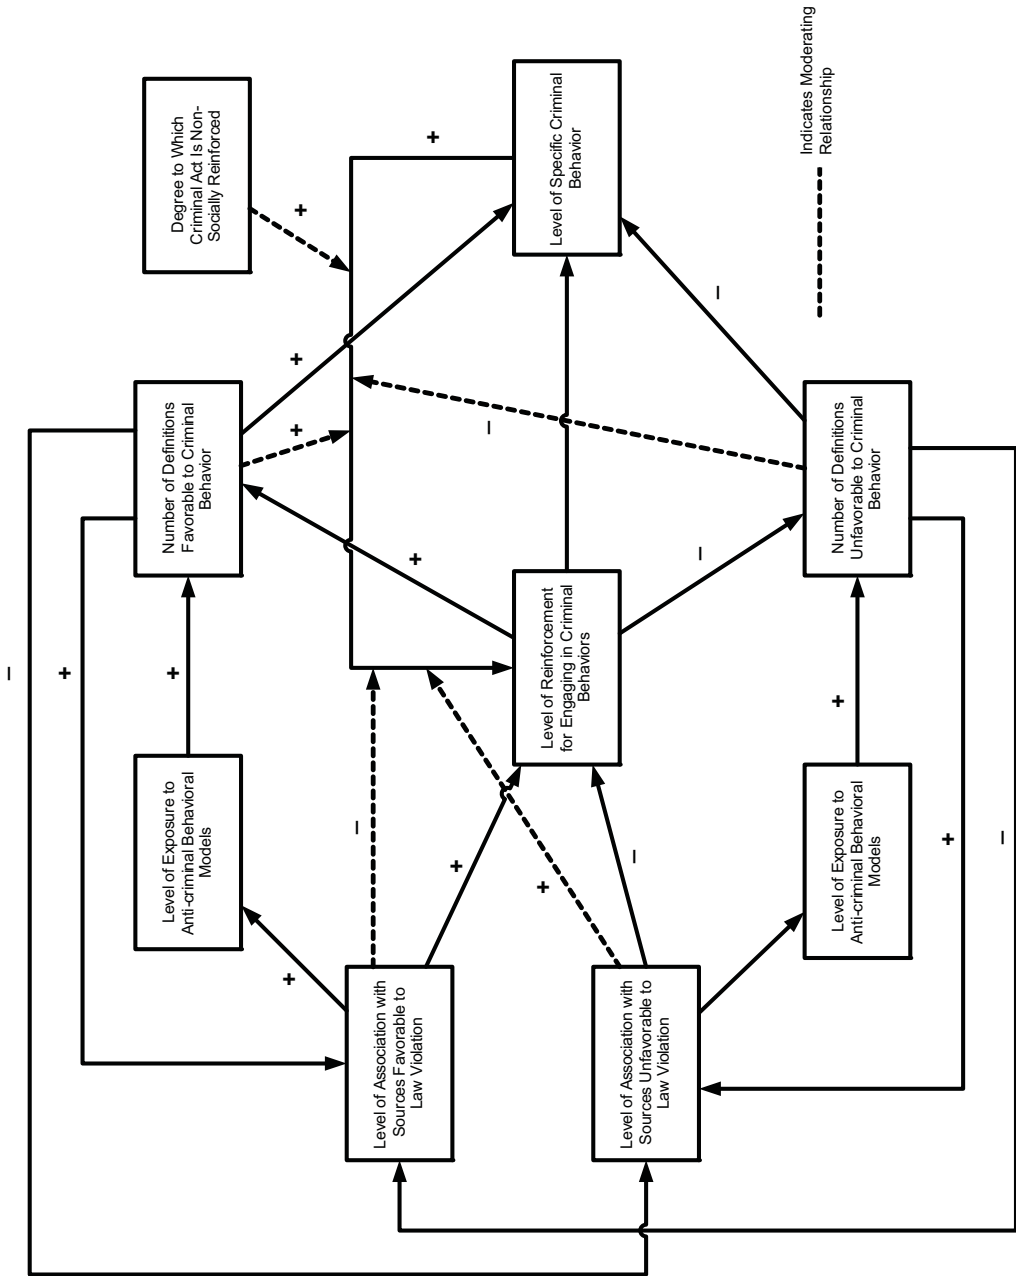 Degree to Which
Criminal Act Is Non-
Socially Reinforced
+
+
Level of Specific Criminal
Behavior
Indicates Moderating
Relationship
Number of Definitions
Favorable to Criminal
Behavior
+
+
–
–
Number of Definitions
Unfavorable to Criminal
Behavior
+
–
Level of Reinforcement
for Engaging in Criminal
Behaviors
–
+
+
+
Level of Exposure to
Anti-criminal Behavioral
Models
–
+
+
–
+
–
Level of Exposure to
Anti-criminal Behavioral
Models
+
Level of Association with
Sources Favorable to
Law Violation
Level of Association with
Sources Unfavorable to
Law Violation